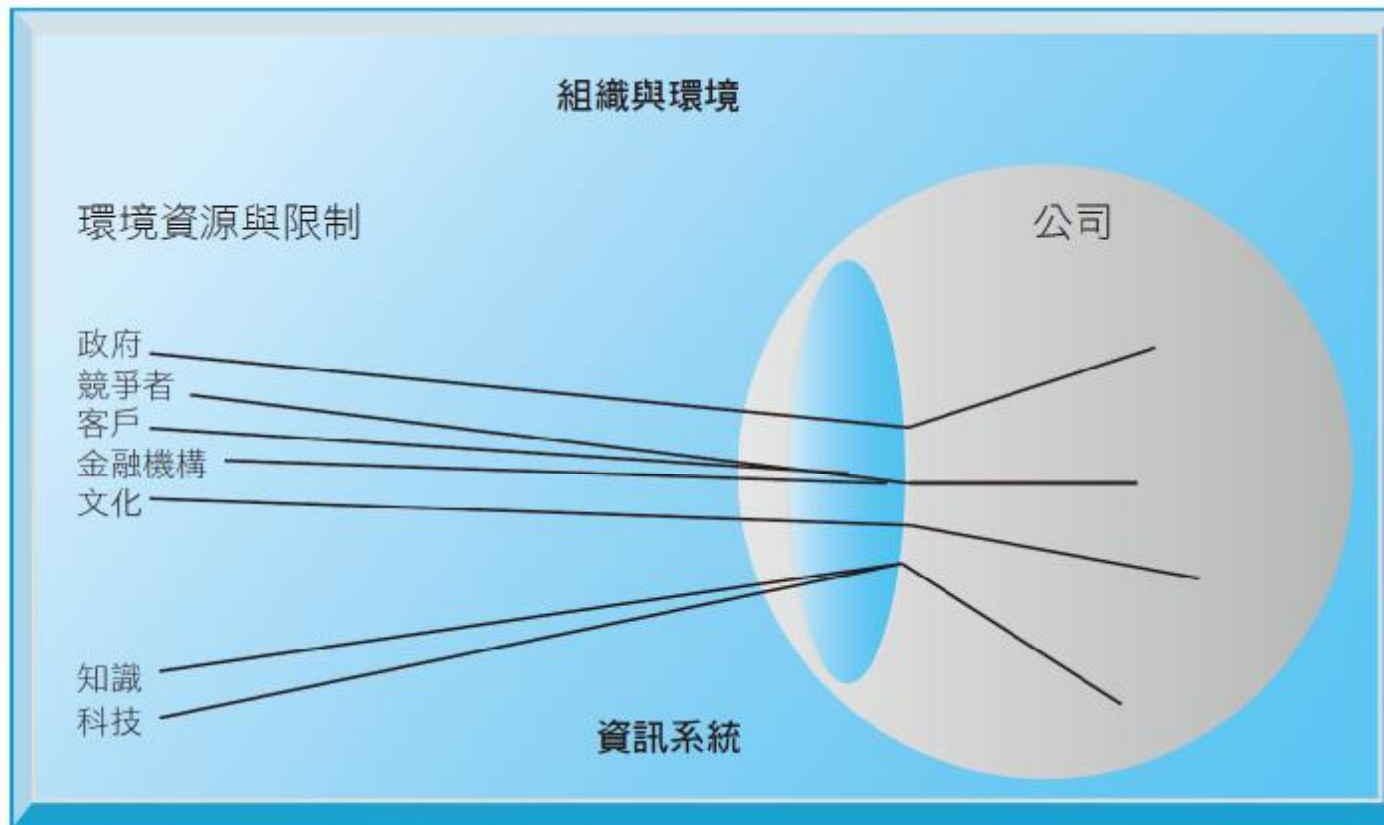 組織與環境
環境資源與限制
公司
政府
競爭者
客戶
金融機構
文化
知識
科技
資訊系統